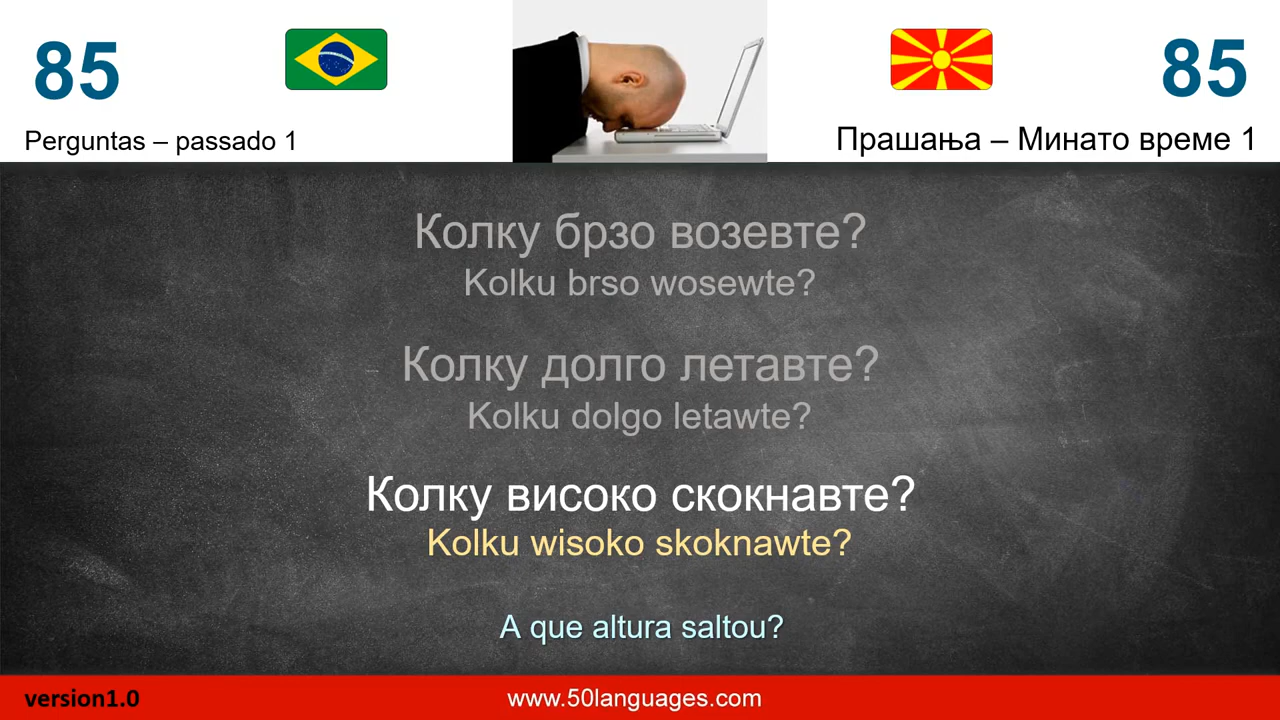 85
85
Perguntas – passado 1
Прашања – Минато време 1
Колку брзо возевте?
Kolku brso wosewte?
Колку долго летавте?
Kolku dolgo letawte?
Колку високо скокнавте?
Kolku wisoko skoknawte?
A que altura saltou?
version1.0
www.50languages.com